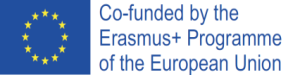 Co-funded by the
Erasmus+ Programme
of the European Union